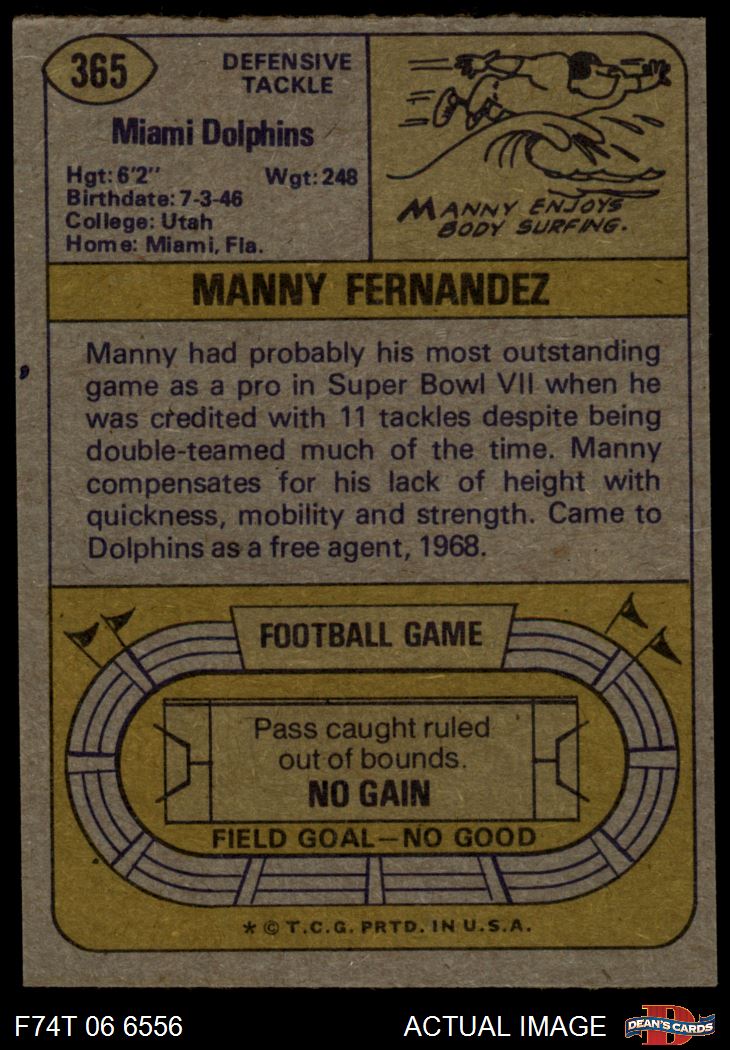 365
DEFENSIVE
TACKLE
Miami Dolphins
Hgt: 6'2" Wgt: 248
Birthdate: 7-3-46
College: Utah
Home: Miami, Fla.
MANNY ENJOYS
BODY SURFING.
MANNY FERNANDEZ
Manny had probably his most outstanding
game as a pro in Super Bowl VII when he
was credited with 11 tackles despite being
double-teamed much of the time. Manny
compensates for his lack of height with
quickness, mobility and strength. Came to
Dolphins as a free agent, 1968.
FOOTBALL GAME
Pass caught ruled
out of bounds.
NO GAIN
FIELD GOAL—NO GOOD
* © T.C.G. PRTD. IN U.S.A.
F74T 06 6556 ACTUAL IMAGE D DEAN'S CARDS